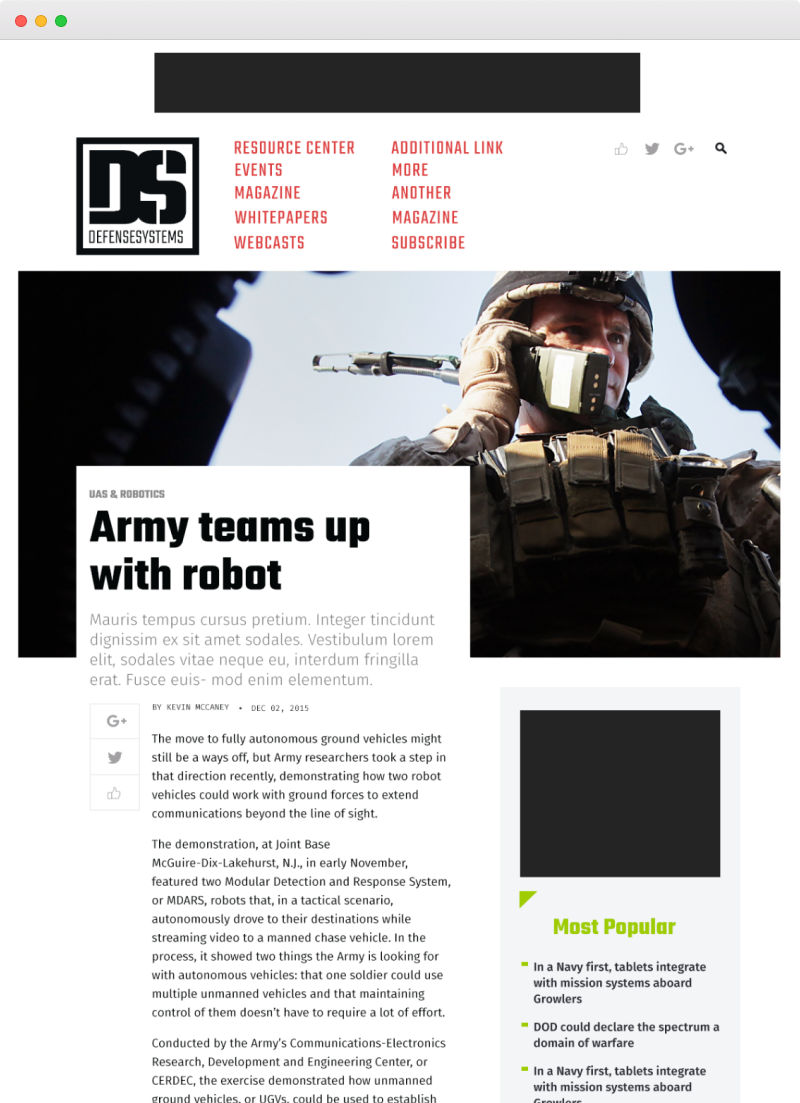 DS
DEFENSESYSTEMS
RESOURCE CENTER
EVENTS
MAGAZINE
WHITEPAPERS
WEBCASTS
ADDITIONAL LINK
MORE
ANOTHER
MAGAZINE
SUBSCRIBE
G+
UAS & ROBOTICS
Army teams up
with robot
Mauris tempus cursus pretium. Integer tincidunt
dignissim ex sit amet sodales. Vestibulum lorem
elit, sodales vitae neque eu, interdum fringilla
erat. Fusce euis- mod enim elementum.
G+
BY KEVIN MCCANEY • DEC 02, 2015
The move to fully autonomous ground vehicles might
still be a ways off, but Army researchers took a step in
that direction recently, demonstrating how two robot
vehicles could work with ground forces to extend
communications beyond the line of sight.
The demonstration, at Joint Base
McGuire-Dix-Lakehurst, N.J., in early November,
featured two Modular Detection and Response System,
or MDARS, robots that, in a tactical scenario,
autonomously drove to their destinations while
streaming video to a manned chase vehicle. In the
process, it showed two things the Army is looking for
with autonomous vehicles: that one soldier could use
multiple unmanned vehicles and that maintaining
control of them doesn’t have to require a lot of effort.
Conducted by the Army’s Communications-Electronics
Research, Development and Engineering Center, or
CERDEC, the exercise demonstrated how unmanned
ground vehicles, or UGVs, could be used to establish
Most Popular
In a Navy first, tablets integrate
with mission systems aboard
Growlers
DOD could declare the spectrum a
domain of warfare
In a Navy first, tablets integrate
with mission systems aboard
Growlers